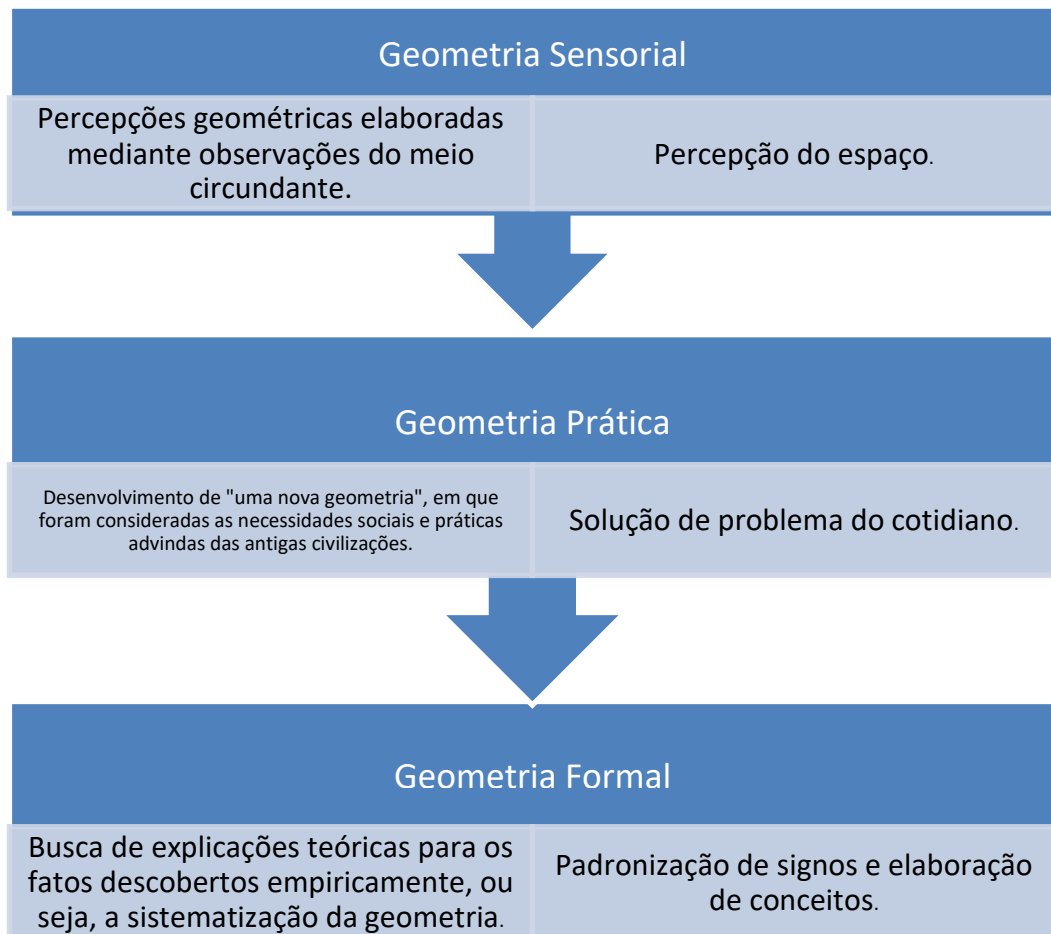 Geometria Sensorial
Percepções geométricas elaboradas
mediante observações do meio
circundante.
Percepção do espaço.
Geometria Prática
Desenvolvimento de "uma nova geometria", em que
foram consideradas as necessidades sociais e práticas
advindas das antigas civilizações.
Solução de problema do cotidiano.
Geometria Formal
Busca de explicações teóricas para os
fatos descobertos empiricamente, ou
seja, a sistematização da geometria.
Padronização de signos e elaboração
de conceitos.